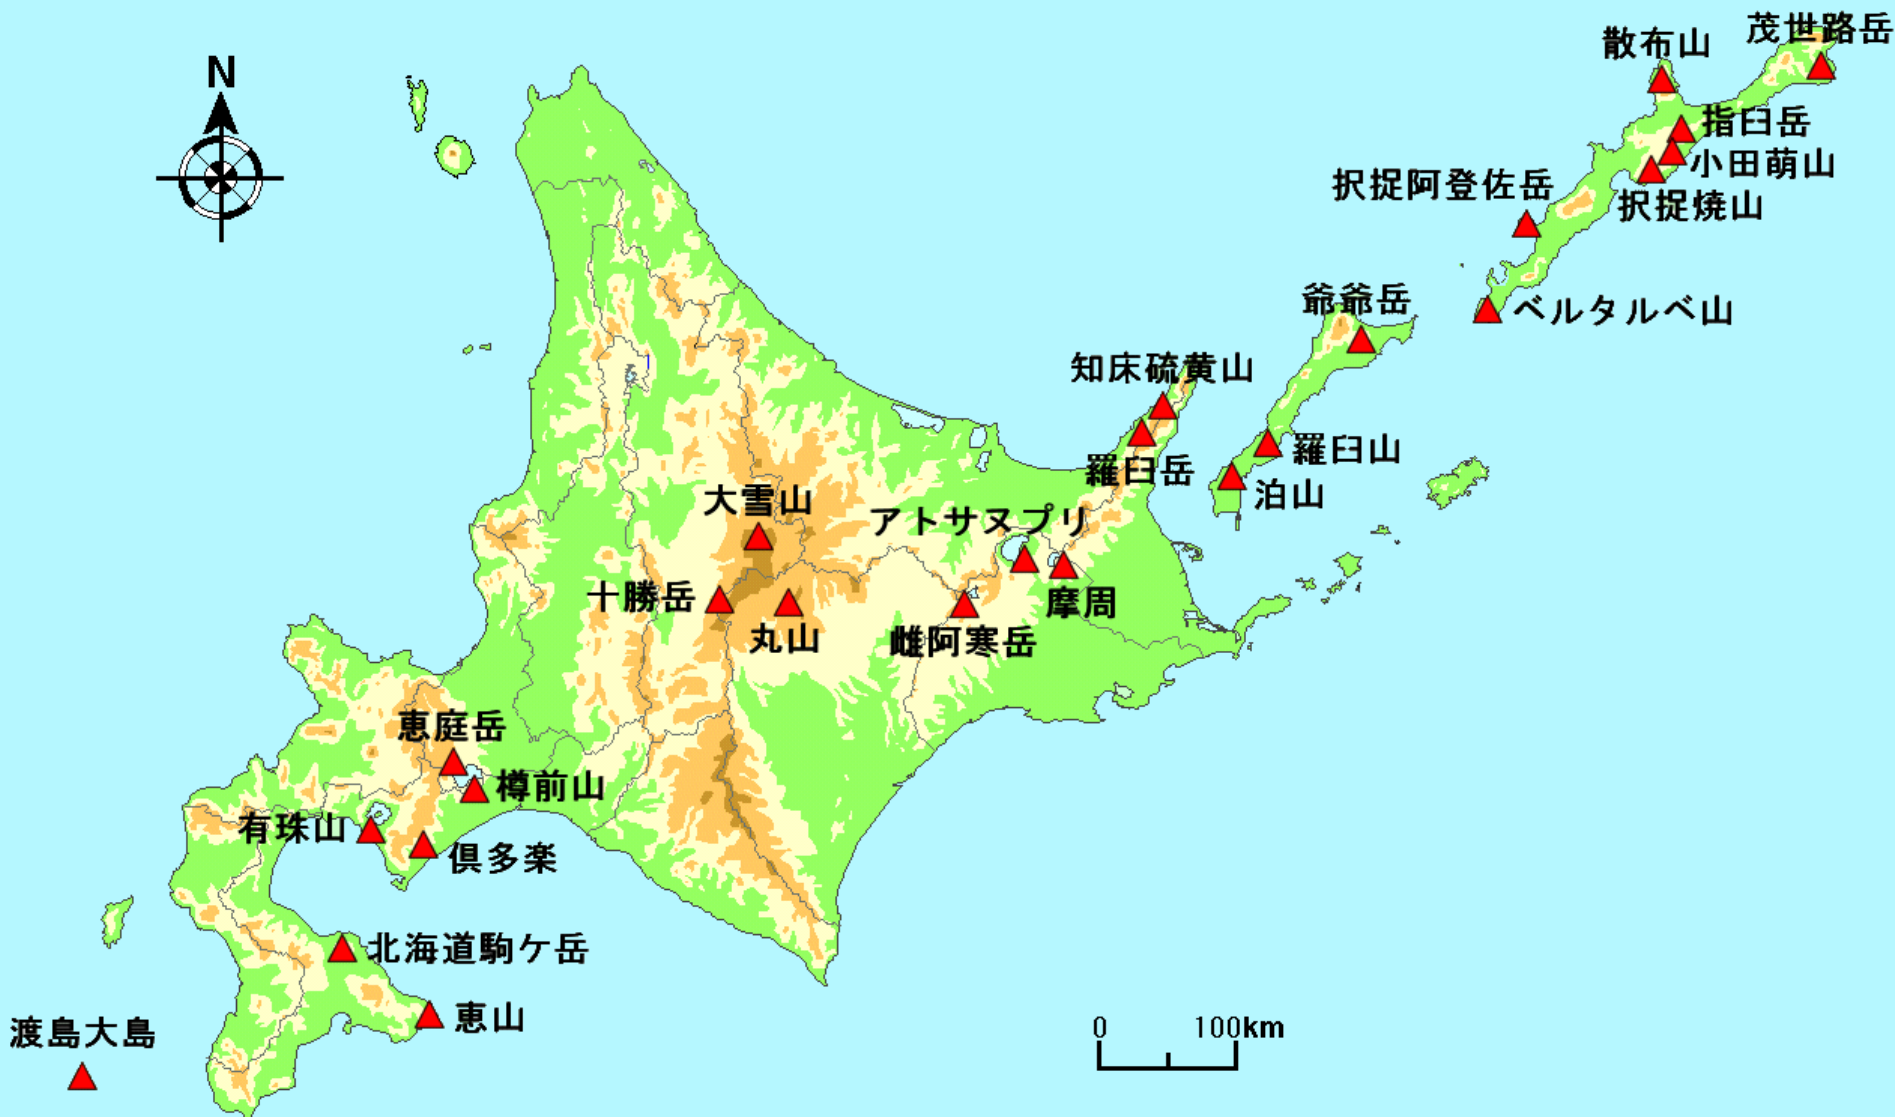 茂世路岳
散布山
N
指臼岳
小田萌山
択捉阿登佐岳
択捉焼山
爺爺岳
ベルタルベ山
知床硫黄山
羅臼山
羅臼岳
泊山
大雪山
アトサヌプリ
十勝岳
摩周
丸山
雌阿寒岳
恵庭岳
樽前山
有珠山
倶多楽
北海道駒ケ岳
恵山
渡島大島
0 100km